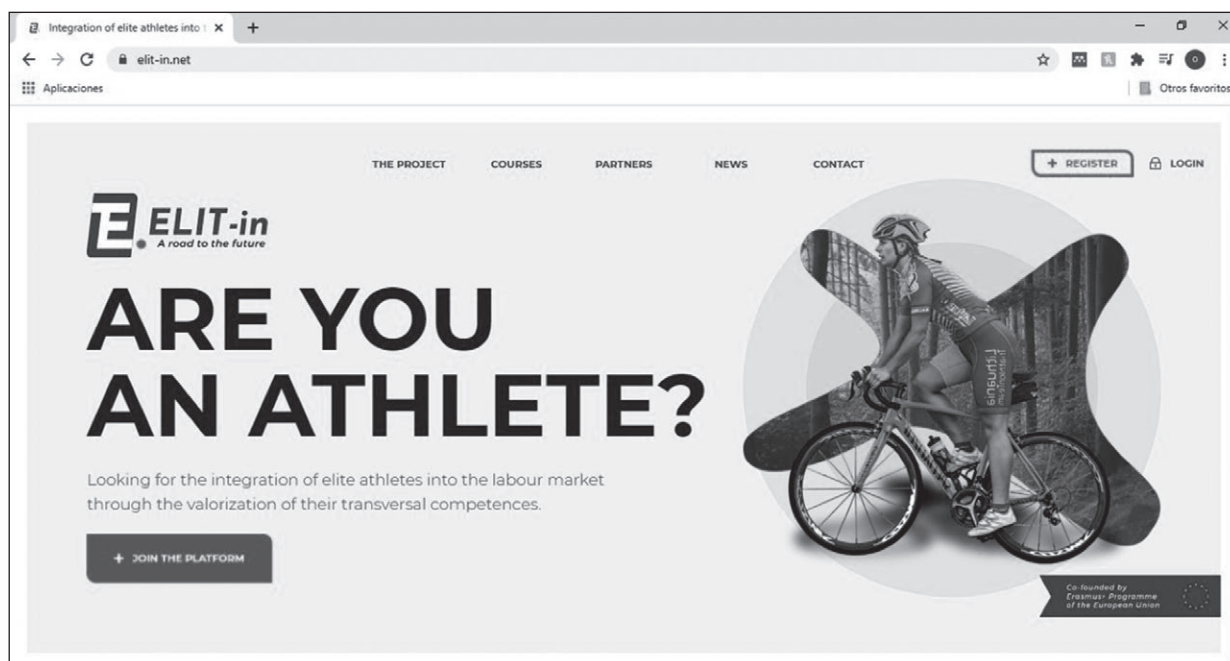 Integration of elite athletes into t
elit-in.net
Aplicaciones
Otros favoritos
THE PROJECT
COURSES
PARTNERS
NEWS
CONTACT
+ REGISTER
LOGIN
E.
ELIT-in
A road to the future
ARE YOU
AN ATHLETE?
Looking for the integration of elite athletes into the labour market
through the valorization of their transversal competences.
+ JOIN THE PLATFORM
Co-founded by
Erasmus+ Programme
of the European Union